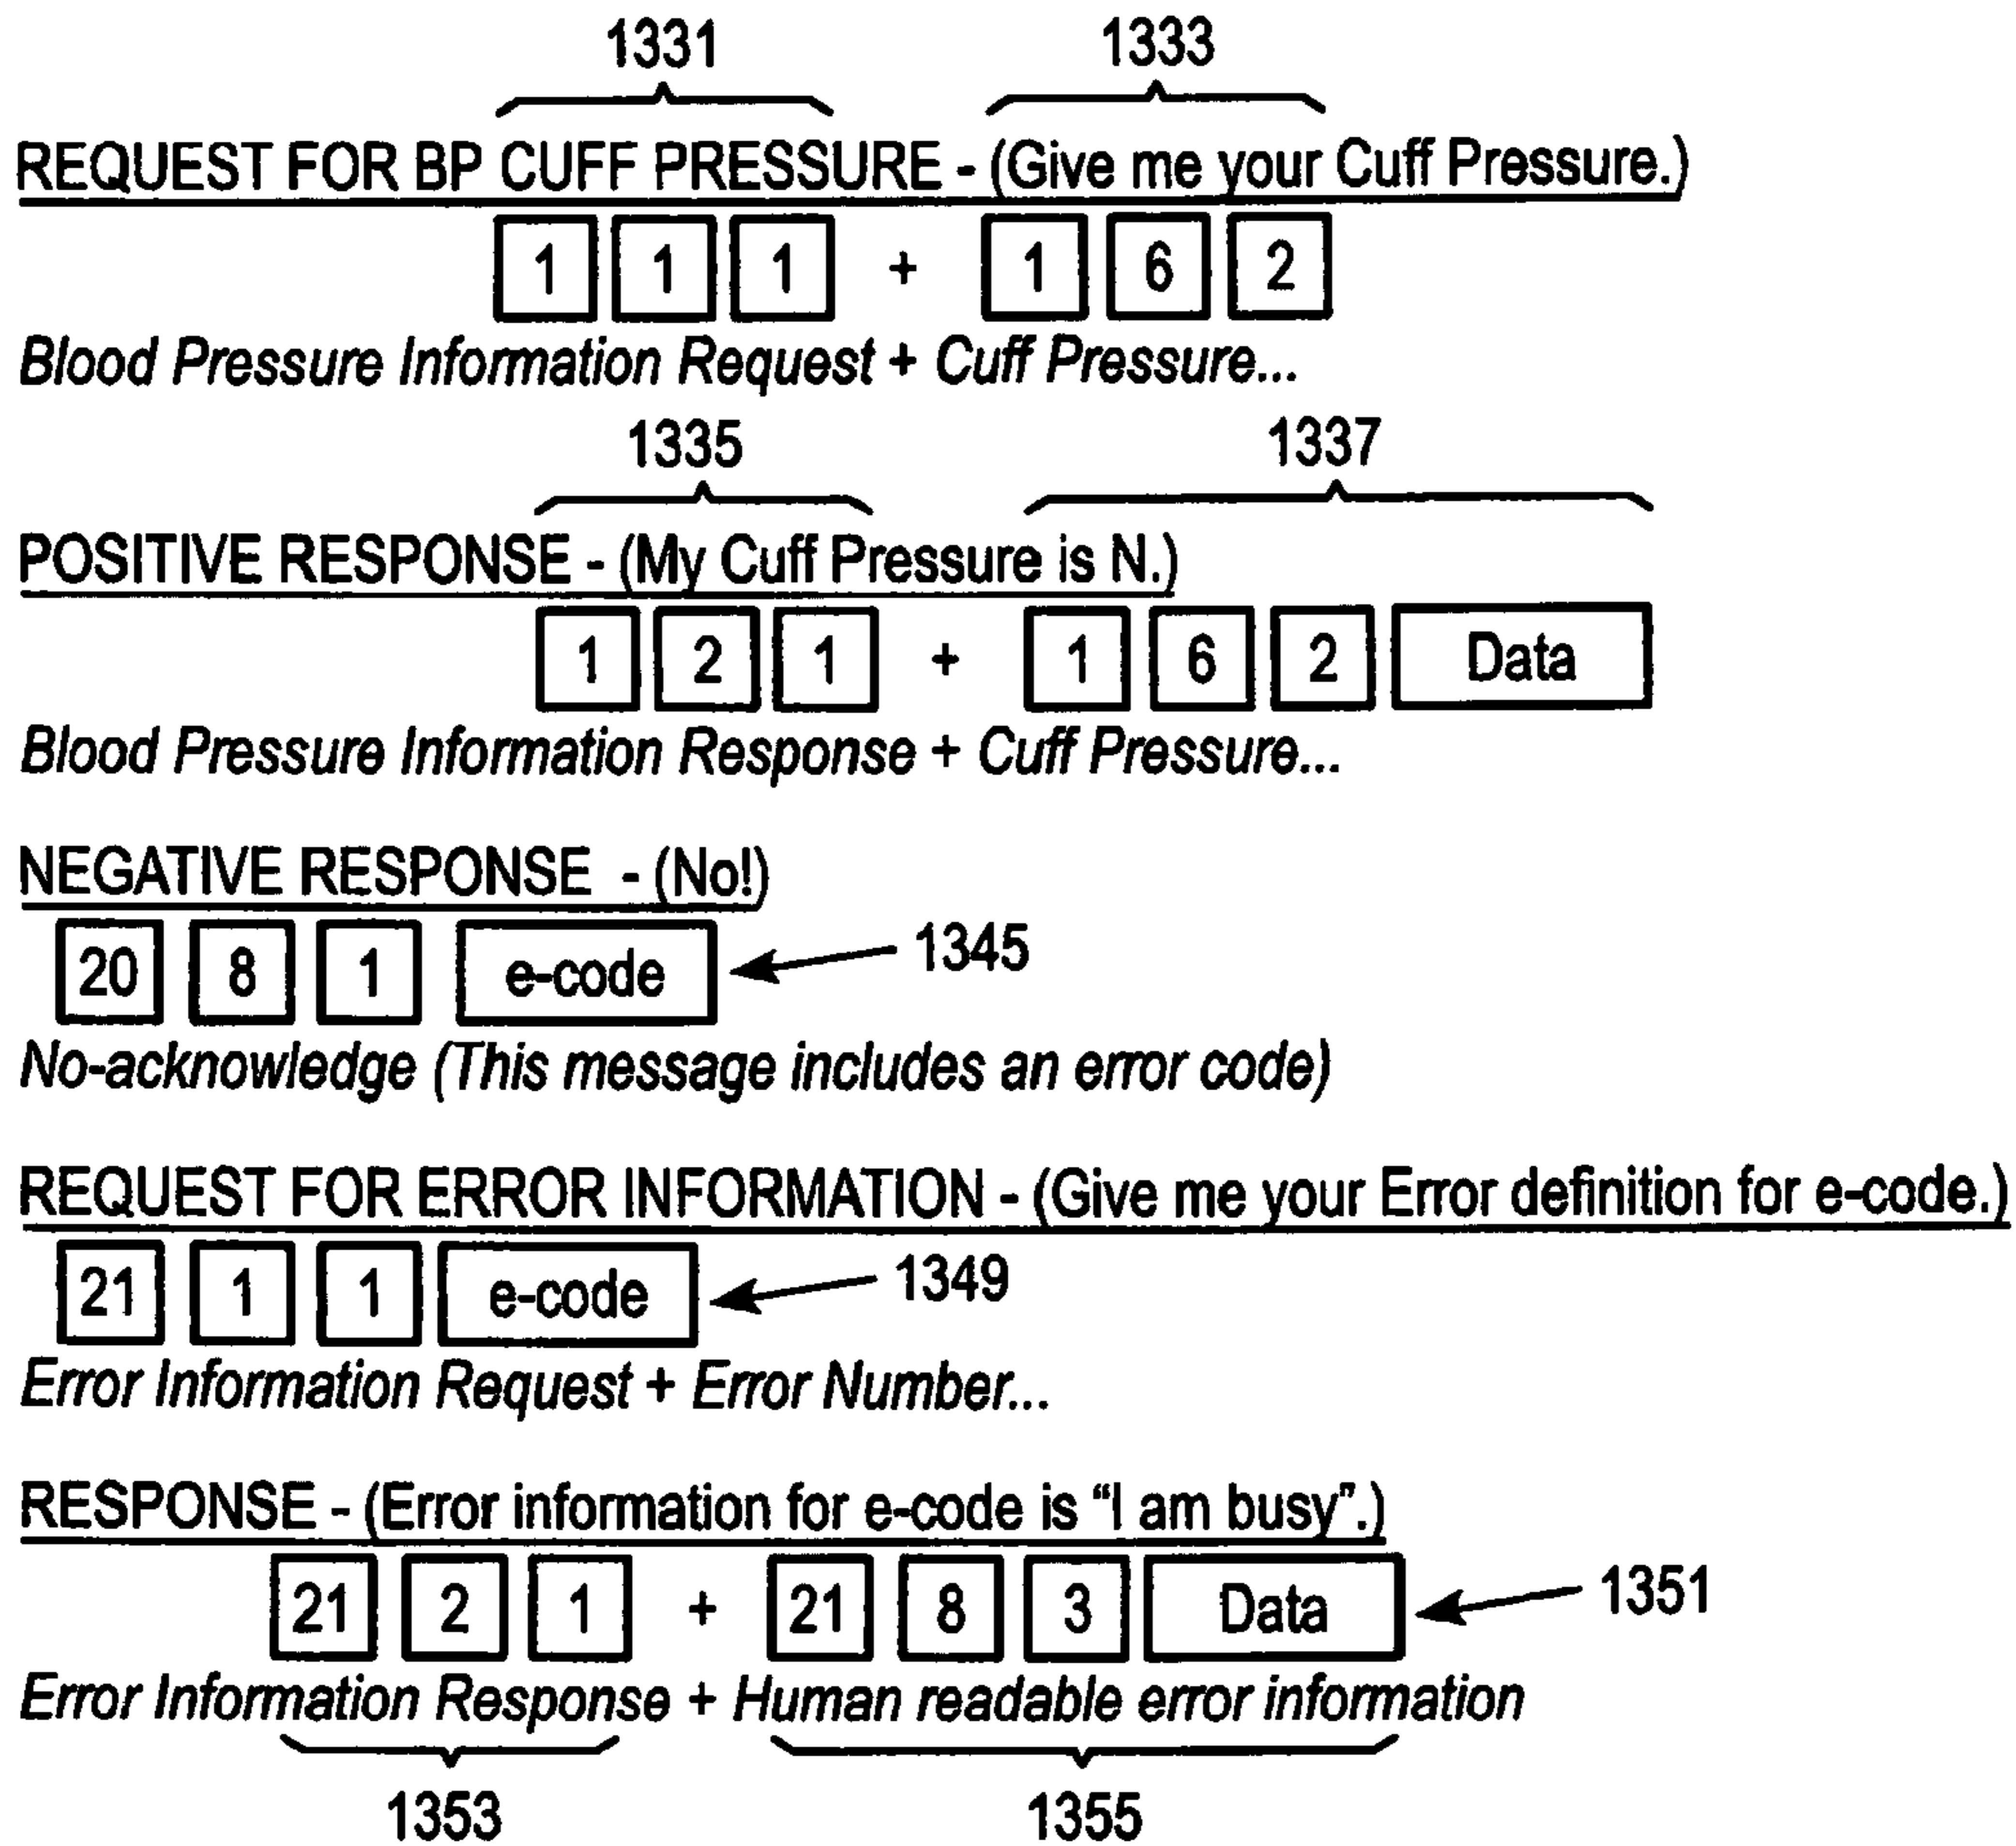 1331 1333
REQUEST FOR BP CUFF PRESSURE - (Give me your Cuff Pressure.)
1 1 1 + 1 6 2
Blood Pressure Information Request + Cuff Pressure...
1335 1337
POSITIVE RESPONSE - (My Cuff Pressure is N.)
1 2 1 + 1 6 2 Data
Blood Pressure Information Response + Cuff Pressure...
NEGATIVE RESPONSE - (No!)
20 8 1 e-code 1345
No-acknowledge (This message includes an error code)
REQUEST FOR ERROR INFORMATION - (Give me your Error definition for e-code.)
21 1 1 e-code 1349
Error Information Request + Error Number...
RESPONSE - (Error information for e-code is “I am busy”.)
21 2 1 + 21 8 3 Data 1351
Error Information Response + Human readable error information
1353 1355